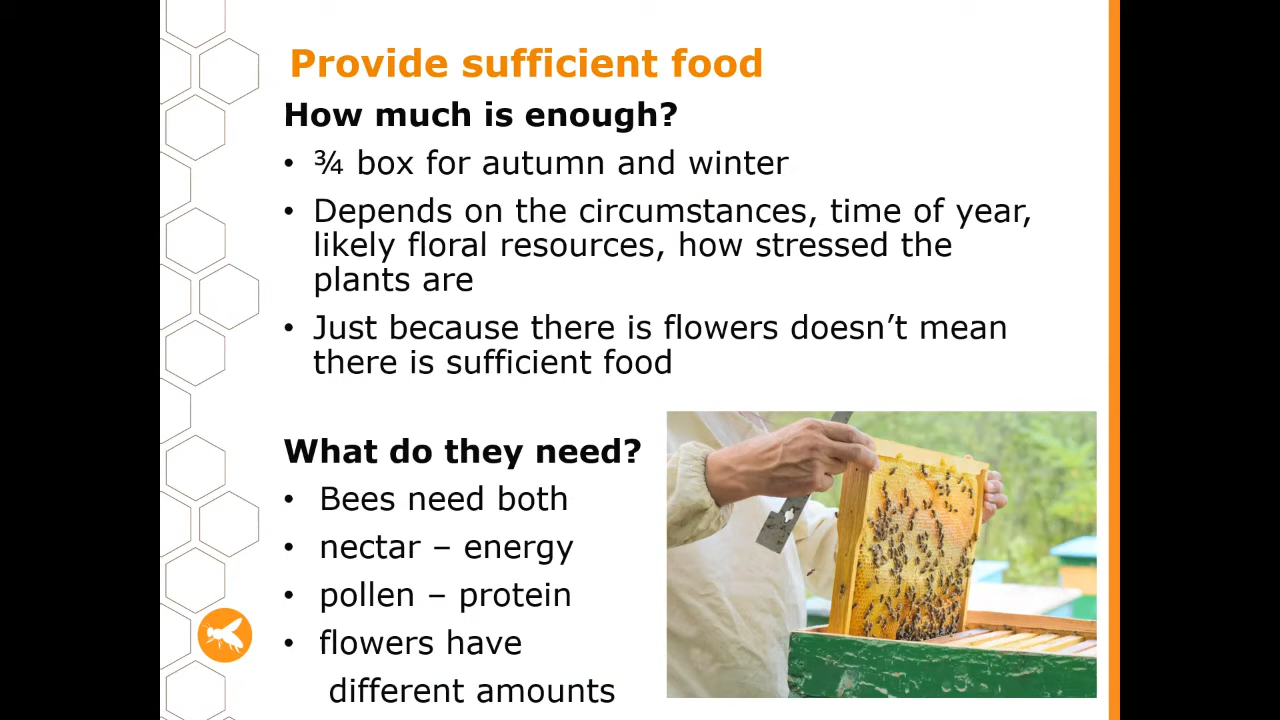 Provide sufficient food
How much is enough?
• ¾ box for autumn and winter
• Depends on the circumstances, time of year,
likely floral resources, how stressed the
plants are
• Just because there is flowers doesn’t mean
there is sufficient food
What do they need?
• Bees need both
• nectar – energy
• pollen – protein
• flowers have
different amounts